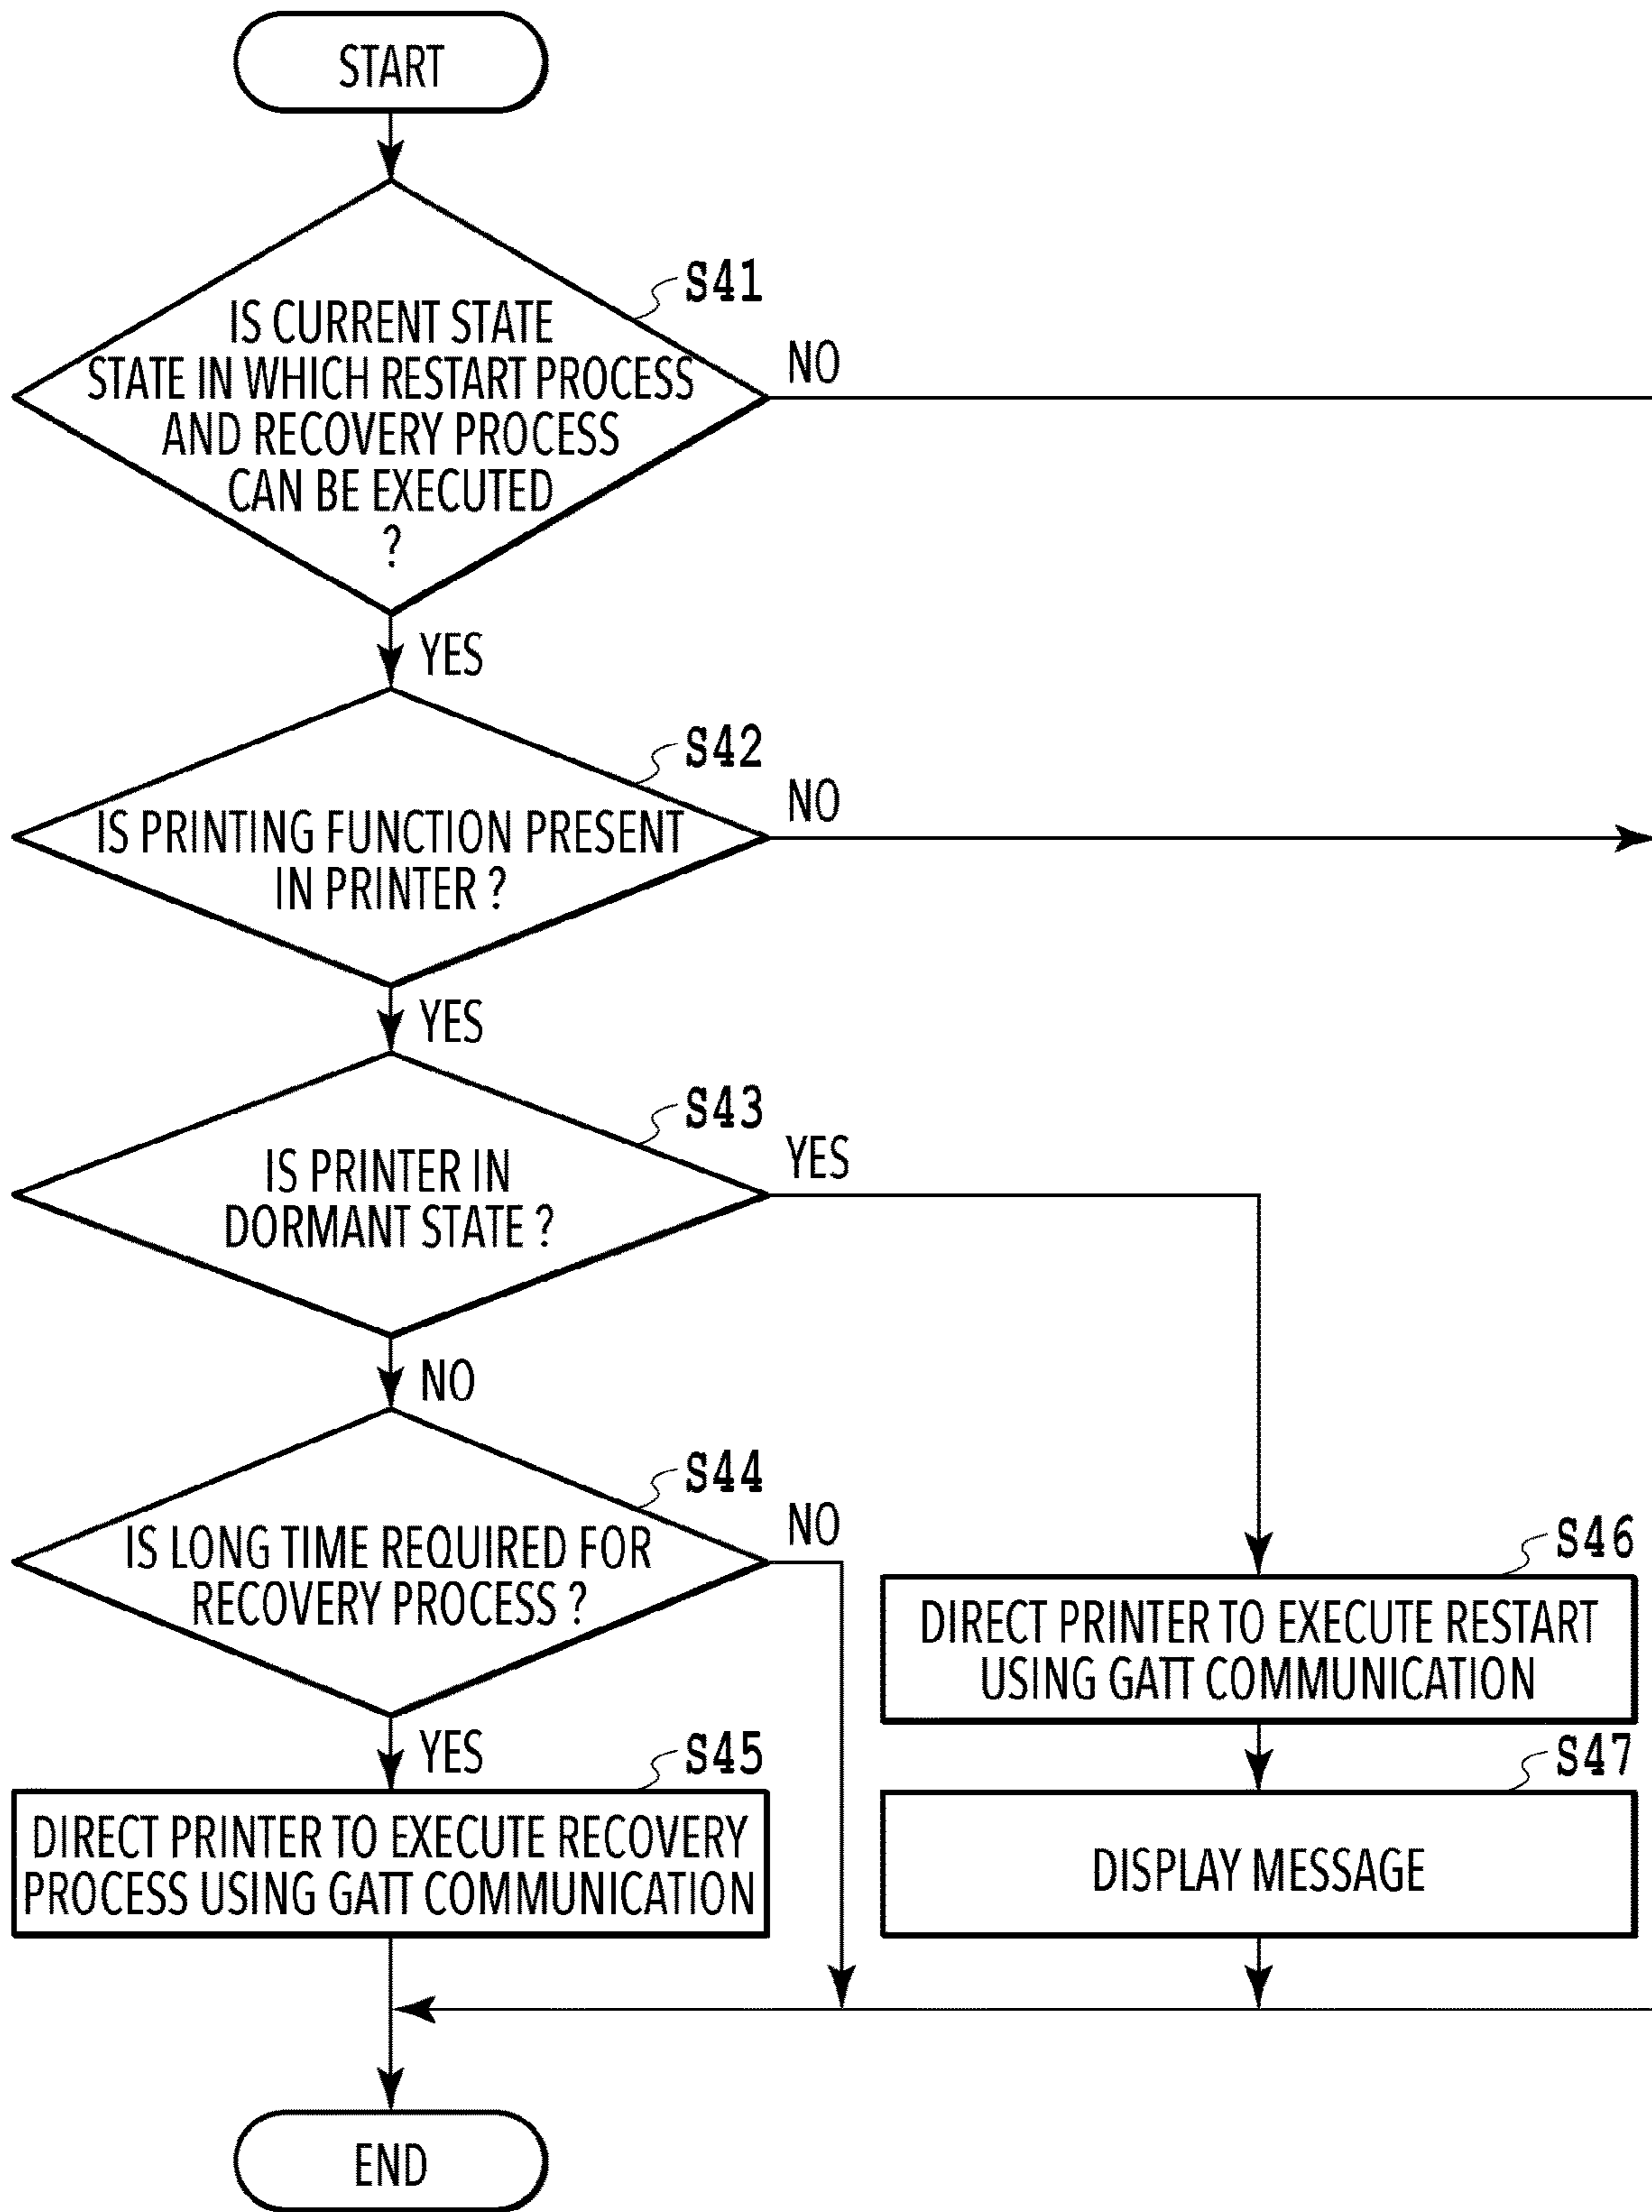 START
S41
IS CURRENT STATE
STATE IN WHICH RESTART PROCESS
AND RECOVERY PROCESS
CAN BE EXECUTED
?
NO
YES
S42
IS PRINTING FUNCTION PRESENT
IN PRINTER ?
NO
YES
S43
IS PRINTER IN
DORMANT STATE ?
YES
NO
S44
IS LONG TIME REQUIRED FOR
RECOVERY PROCESS ?
NO
YES
S45
DIRECT PRINTER TO EXECUTE RECOVERY
PROCESS USING GATT COMMUNICATION
S46
DIRECT PRINTER TO EXECUTE RESTART
USING GATT COMMUNICATION
S47
DISPLAY MESSAGE
END